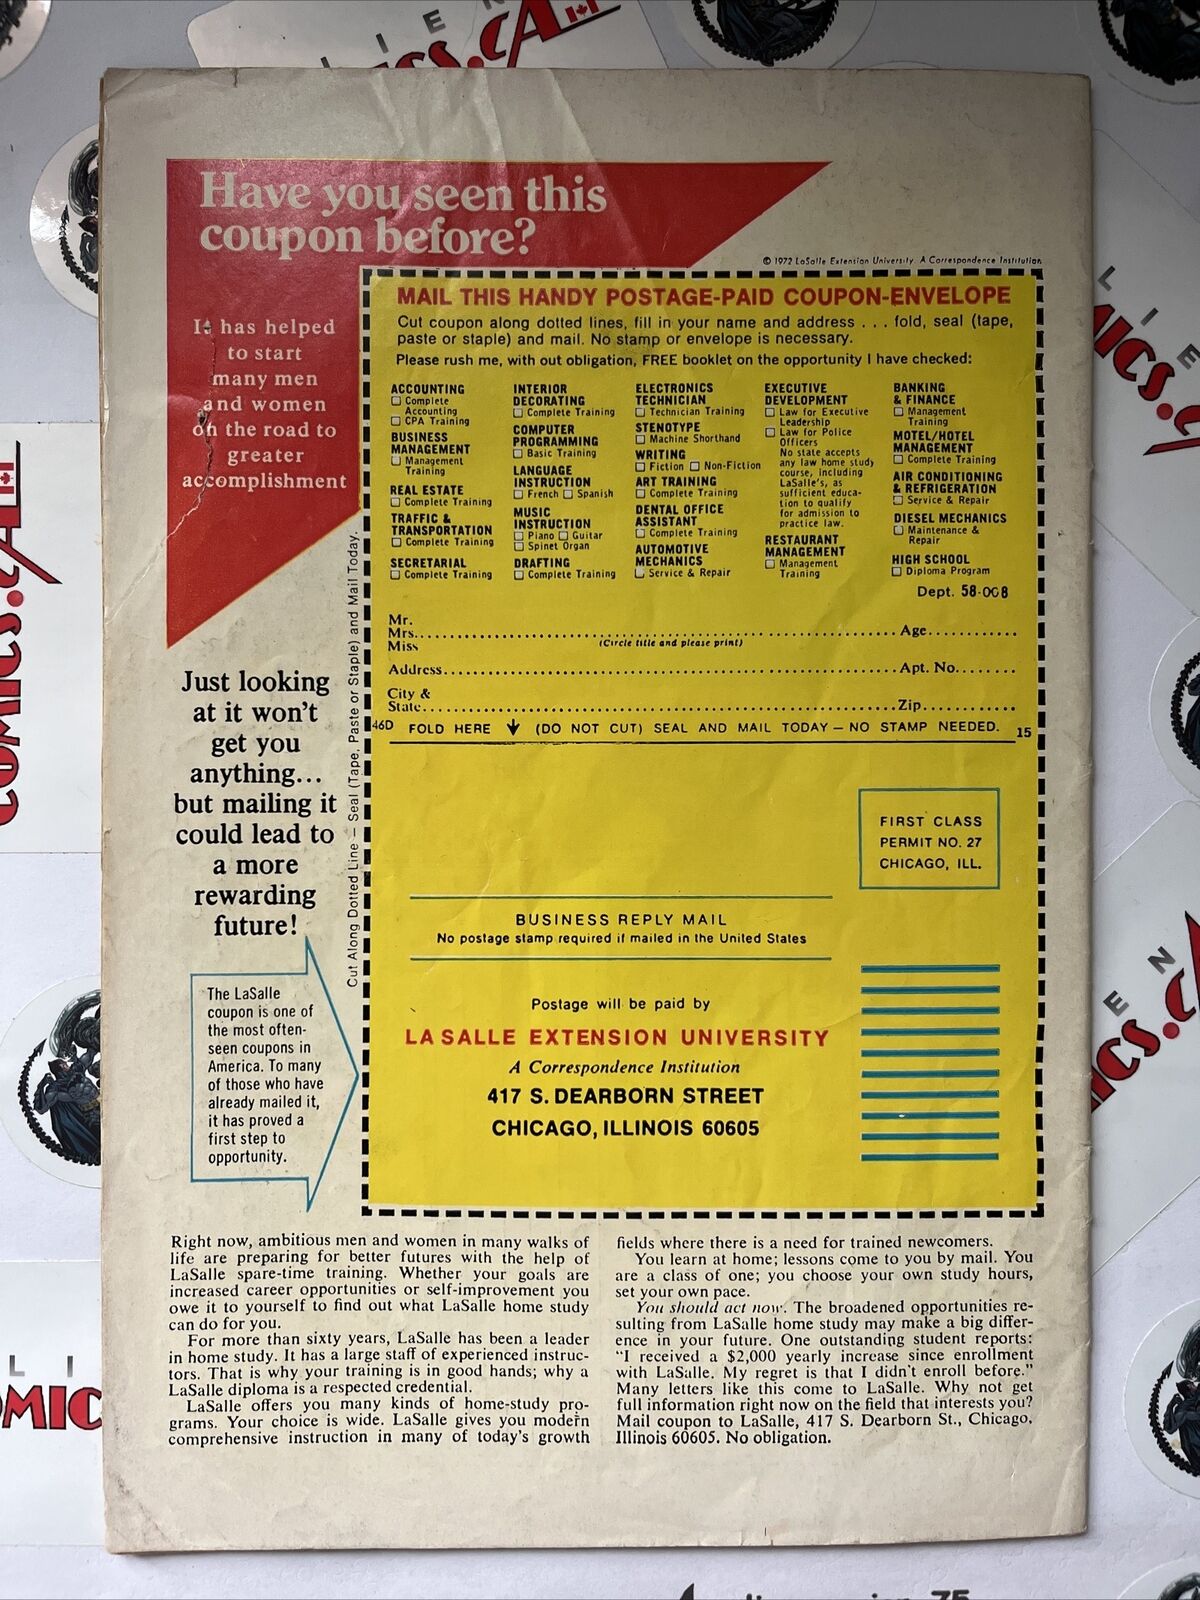 Have you seen this
coupon before?
It has helped
to start
many men
and women
on the road to
greater
accomplishment
© 1972 LaSalle Extension University. A Correspondence Institution
MAIL THIS HANDY POSTAGE-PAID COUPON-ENVELOPE
Cut coupon along dotted lines, fill in your name and address . . . fold, seal (tape,
paste or staple) and mail. No stamp or envelope is necessary.
Please rush me, with out obligation, FREE booklet on the opportunity I have checked:
ACCOUNTING
☐ Complete
Accounting
☐ CPA Training
BUSINESS
MANAGEMENT
☐ Management
Training
REAL ESTATE
☐ Complete Training
TRAFFIC &
TRANSPORTATION
☐ Complete Training
SECRETARIAL
☐ Complete Training
INTERIOR
DECORATING
☐ Complete Training
COMPUTER
PROGRAMMING
☐ Basic Training
LANGUAGE
INSTRUCTION
☐ French ☐ Spanish
MUSIC
INSTRUCTION
☐ Piano ☐ Guitar
☐ Spinet Organ
DRAFTING
☐ Complete Training
ELECTRONICS
TECHNICIAN
☐ Technician Training
STENOTYPE
☐ Machine Shorthand
WRITING
☐ Fiction ☐ Non-Fiction
ART TRAINING
☐ Complete Training
DENTAL OFFICE
ASSISTANT
☐ Complete Training
AUTOMOTIVE
MECHANICS
☐ Service & Repair
EXECUTIVE
DEVELOPMENT
☐ Law for Executive
Leadership
☐ Law for Police
Officers
No state accepts
any law home study
course, including
LaSalle's, as
sufficient educa-
tion to qualify
for admission to
practice law.
RESTAURANT
MANAGEMENT
☐ Management
Training
BANKING
& FINANCE
☐ Management
Training
MOTEL/HOTEL
MANAGEMENT
☐ Complete Training
AIR CONDITIONING
& REFRIGERATION
☐ Service & Repair
DIESEL MECHANICS
☐ Maintenance &
Repair
HIGH SCHOOL
☐ Diploma Program
Dept. 58-008
Mr.
Mrs. Age
Miss (Circle title and please print)
Address Apt. No.
City &
State Zip
46D FOLD HERE ↓ (DO NOT CUT) SEAL AND MAIL TODAY — NO STAMP NEEDED. 15
Cut Along Dotted Line — Seal (Tape, Paste or Staple) and Mail Today.
Just looking
at it won't
get you
anything...
but mailing it
could lead to
a more
rewarding
future!
FIRST CLASS
PERMIT NO. 27
CHICAGO, ILL.
BUSINESS REPLY MAIL
No postage stamp required if mailed in the United States
Postage will be paid by
LA SALLE EXTENSION UNIVERSITY
A Correspondence Institution
417 S. DEARBORN STREET
CHICAGO, ILLINOIS 60605
The LaSalle
coupon is one of
the most often-
seen coupons in
America. To many
of those who have
already mailed it,
it has proved a
first step to
opportunity.
Right now, ambitious men and women in many walks of
life are preparing for better futures with the help of
LaSalle spare-time training. Whether your goals are
increased career opportunities or self-improvement you
owe it to yourself to find out what LaSalle home study
can do for you.
For more than sixty years, LaSalle has been a leader
in home study. It has a large staff of experienced instruc-
tors. That is why your training is in good hands; why a
LaSalle diploma is a respected credential.
LaSalle offers you many kinds of home-study pro-
grams. Your choice is wide. LaSalle gives you modern
comprehensive instruction in many of today's growth
fields where there is a need for trained newcomers.
You learn at home; lessons come to you by mail. You
are a class of one; you choose your own study hours,
set your own pace.
You should act now. The broadened opportunities re-
sulting from LaSalle home study may make a big differ-
ence in your future. One outstanding student reports:
"I received a $2,000 yearly increase since enrollment
with LaSalle. My regret is that I didn't enroll before."
Many letters like this come to LaSalle. Why not get
full information right now on the field that interests you?
Mail coupon to LaSalle, 417 S. Dearborn St., Chicago,
Illinois 60605. No obligation.
COMICS.CA